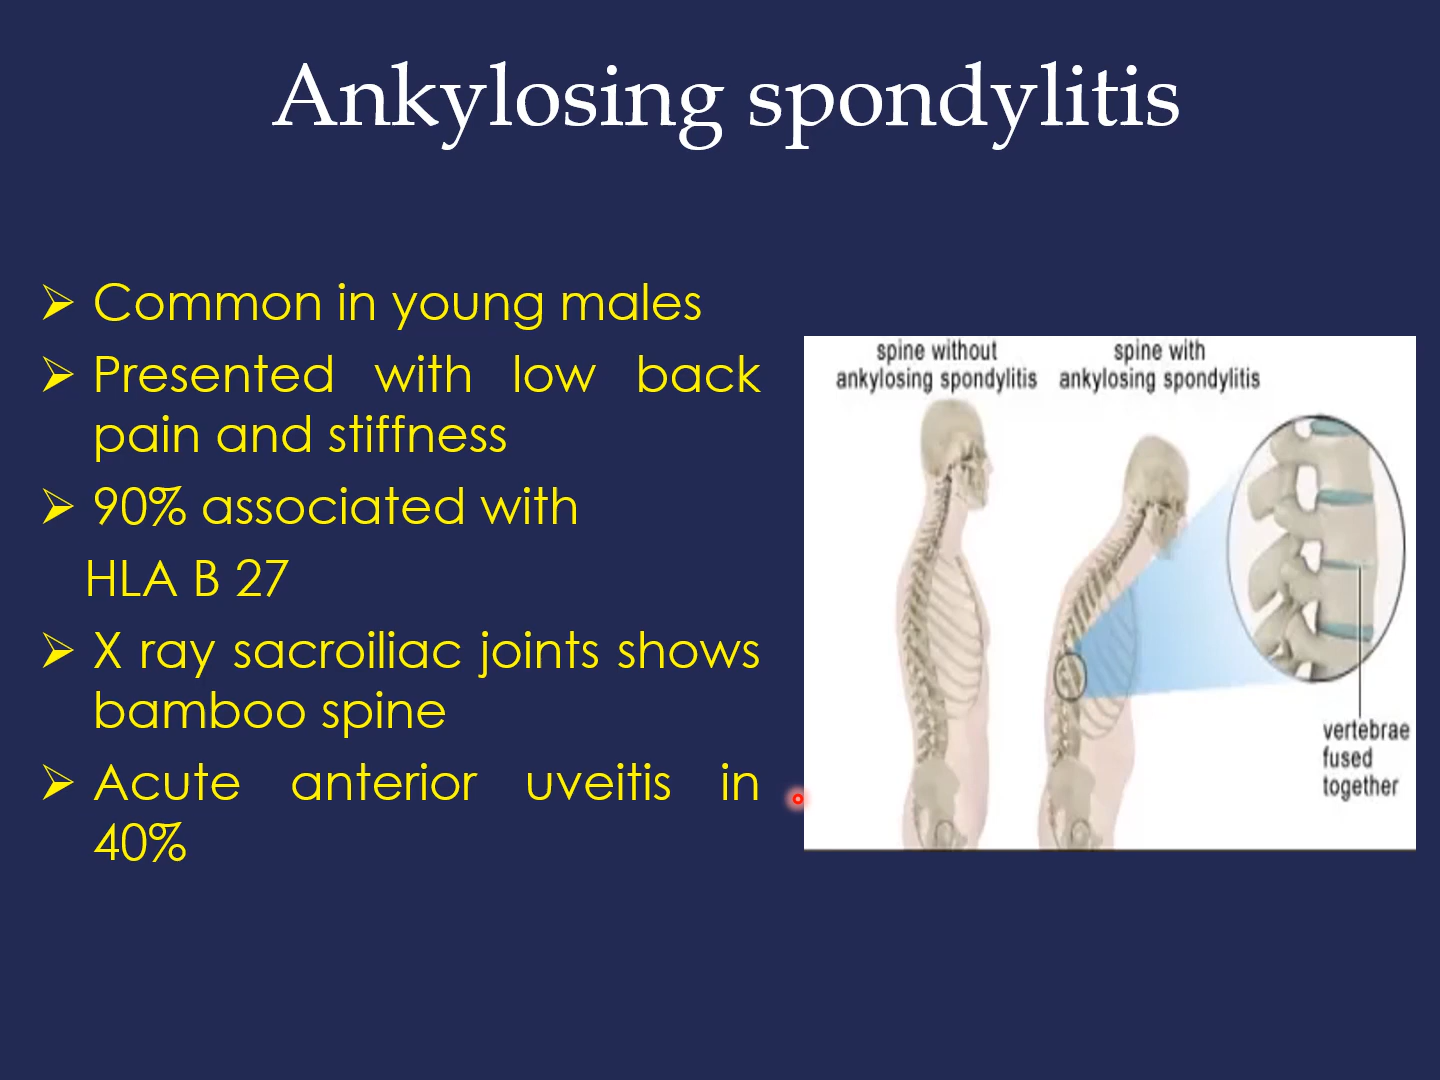 Ankylosing spondylitis
➢ Common in young males
➢ Presented with low back
pain and stiffness
➢ 90% associated with
HLA B 27
➢ X ray sacroiliac joints shows
bamboo spine
➢ Acute anterior uveitis in
40%
spine without
ankylosing spondylitis
spine with
ankylosing spondylitis
vertebrae
fused
together